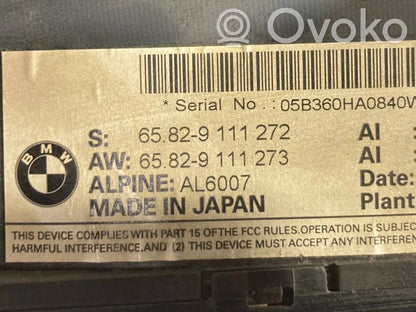 Ovoko
* Serial No. : 05B360HA0840
BMW
S: 65.82-9 111 272 AI
AW: 65.82-9 111 273 AI :
ALPINE: AL6007 Date:
MADE IN JAPAN Plant
THIS DEVICE COMPLIES WITH PART 15 OF THE FCC RULES. OPERATION IS SU
HARMFUL INTERFERENCE, AND (2) THIS DEVICE MUST ACCEPT ANY INTERFEREN